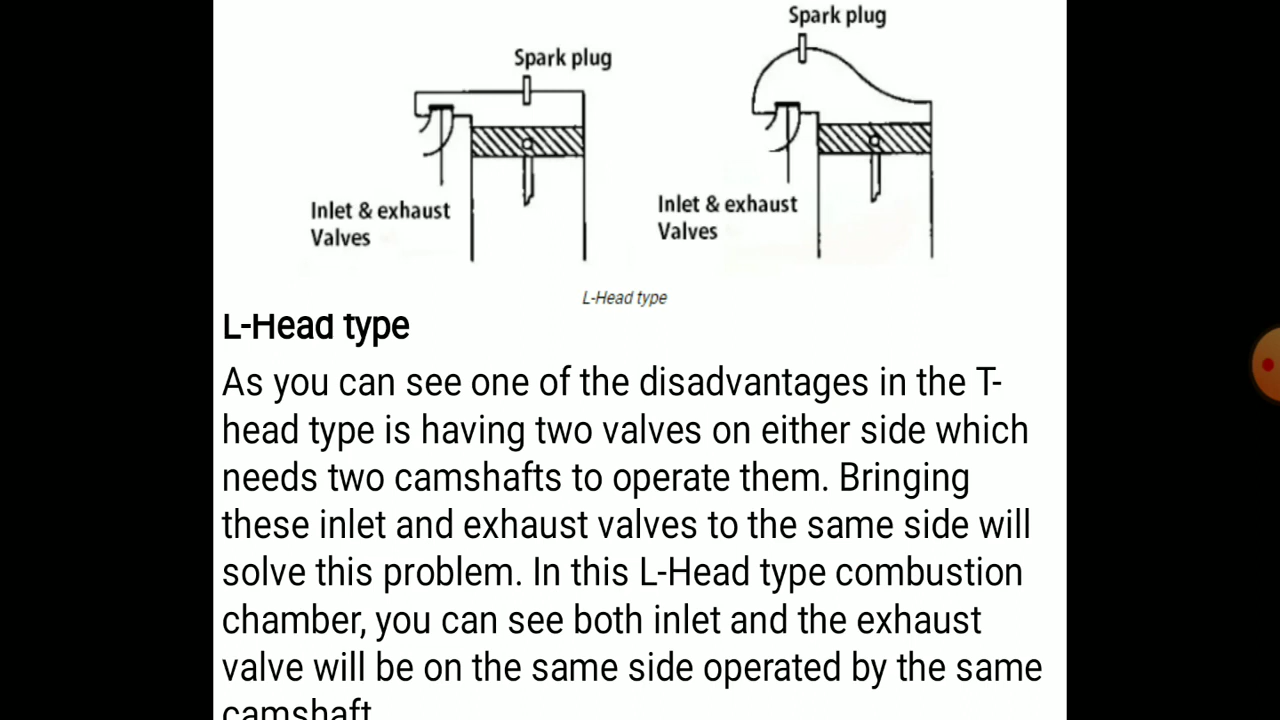 Spark plug
Spark plug
Inlet & exhaust
Valves
Inlet & exhaust
Valves
L-Head type
L-Head type
As you can see one of the disadvantages in the T-
head type is having two valves on either side which
needs two camshafts to operate them. Bringing
these inlet and exhaust valves to the same side will
solve this problem. In this L-Head type combustion
chamber, you can see both inlet and the exhaust
valve will be on the same side operated by the same
camshaft